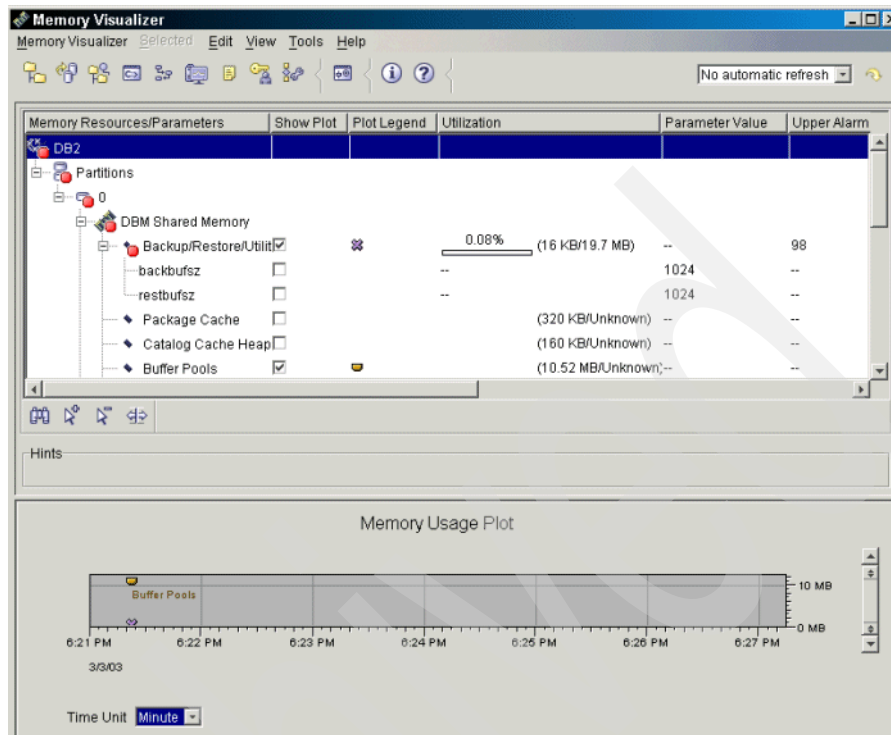 Memory Visualizer
Memory Visualizer Selected Edit View Tools Help
No automatic refresh
Memory Resources/Parameters Show Plot Plot Legend Utilization Parameter Value Upper Alarm
DB2
Partitions
0
DBM Shared Memory
Backup/Restore/Utilit 0.08% (16 KB/19.7 MB) -- 98
backbufsz -- 1024 --
restbufsz -- 1024 --
Package Cache (320 KB/Unknown) -- --
Catalog Cache Heap (160 KB/Unknown) -- --
Buffer Pools (10.52 MB/Unknown) -- --
Hints
Memory Usage Plot
10 MB
Buffer Pools
0 MB
6:21 PM 6:22 PM 6:23 PM 6:24 PM 6:25 PM 6:26 PM 6:27 PM
3/3/03
Time Unit Minute